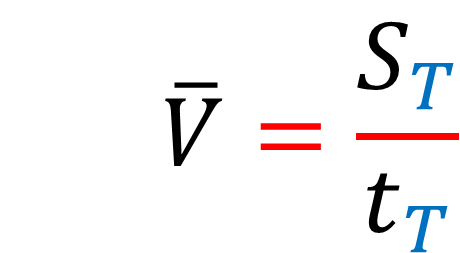 V̄ = S_T / t_T